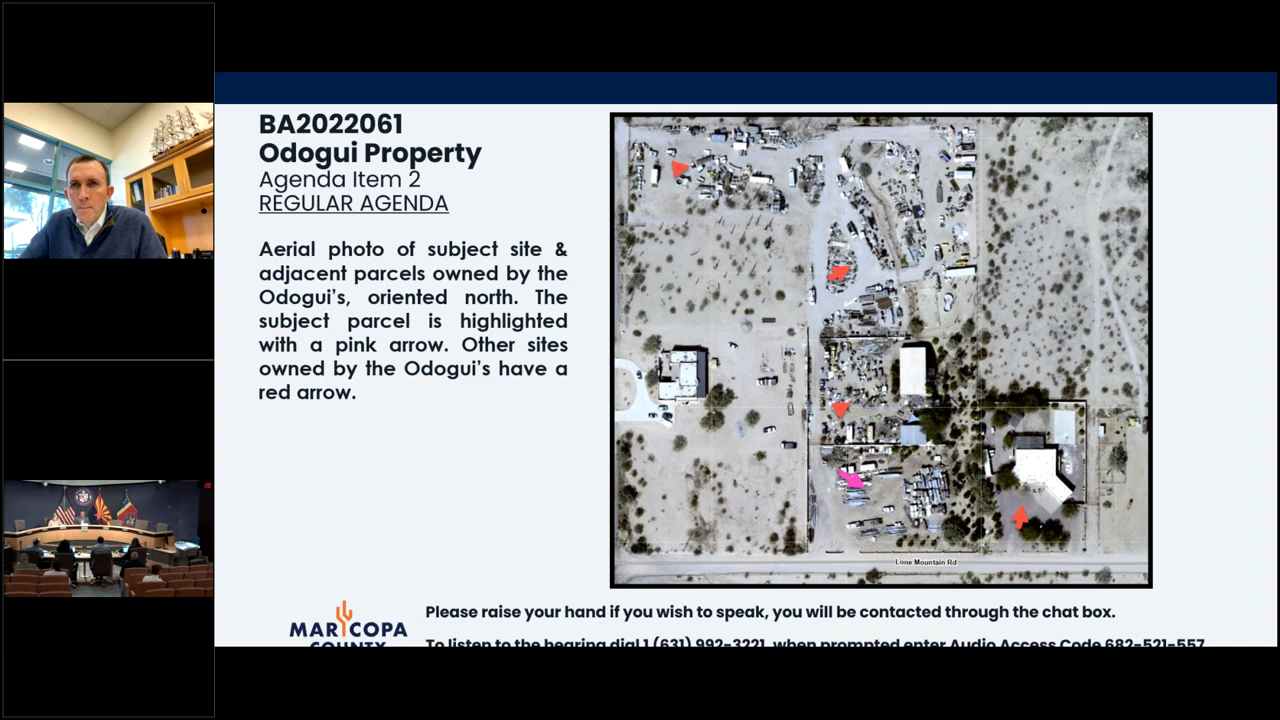 BA2022061
Odogui Property
Agenda Item 2
REGULAR AGENDA
Aerial photo of subject site &
adjacent parcels owned by the
Odogui's, oriented north. The
subject parcel is highlighted
with a pink arrow. Other sites
owned by the Odogui's have a
red arrow.
Lone Mountain Rd
MARICOPA
COUNTY
Please raise your hand if you wish to speak, you will be contacted through the chat box.
To listen to the hearing dial 1 (631) 992-3221, when prompted enter Audio Access Code 682-521-557